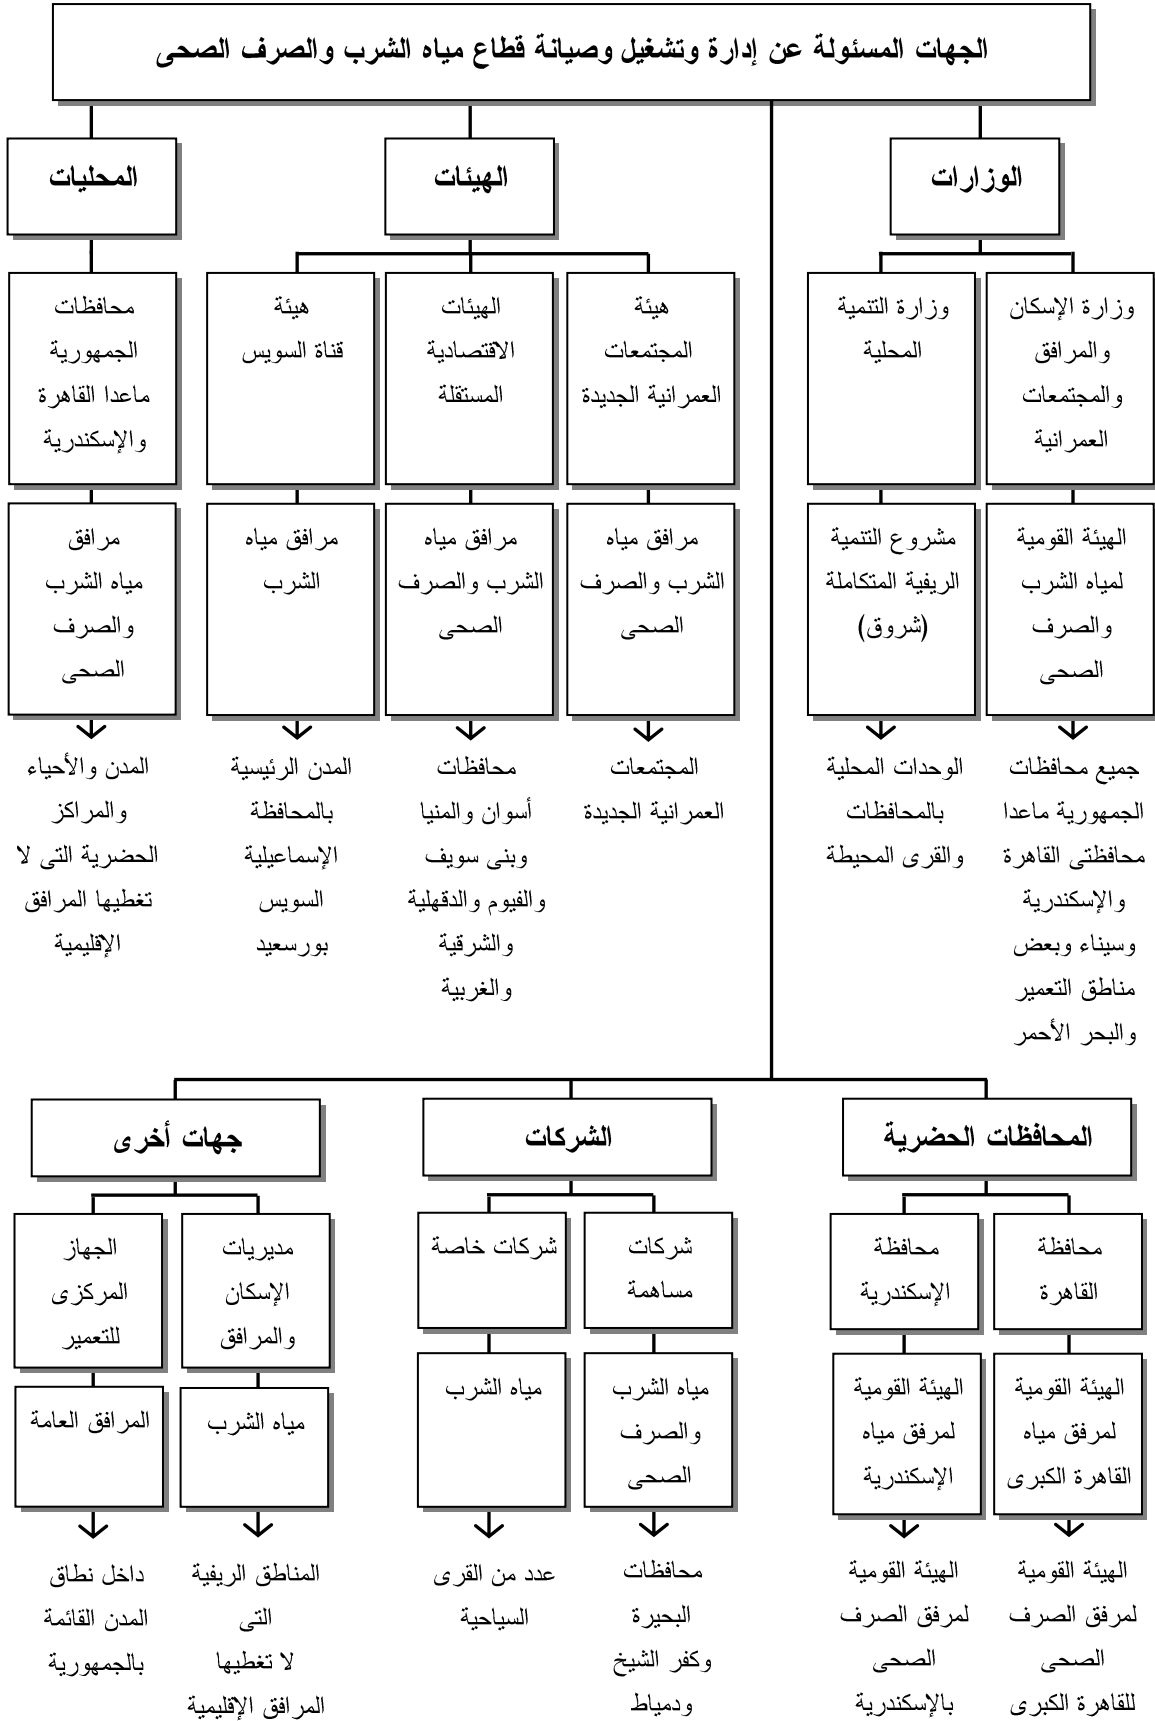 الجهات المسئولة عن إدارة وتشغيل وصيانة قطاع مياه الشرب والصرف الصحى
الوزارات
الهيئات
المحليات
وزارة الإسكان
والمرافق
والمجتمعات
العمرانية
وزارة التنمية
المحلية
هيئة
المجتمعات
العمرانية الجديدة
الهيئات
الاقتصادية
المستقلة
هيئة
قناة السويس
محافظات
الجمهورية
ماعدا القاهرة
والإسكندرية
الهيئة القومية
لمياه الشرب
والصرف
الصحى
مشروع التنمية
الريفية المتكاملة
(شروق)
مرافق مياه
الشرب والصرف
الصحى
مرافق مياه
الشرب والصرف
الصحى
مرافق مياه
الشرب
مرافق
مياه الشرب
والصرف
الصحى
جميع محافظات
الجمهورية ماعدا
محافظتى القاهرة
والإسكندرية
وسيناء وبعض
مناطق التعمير
والبحر الأحمر
الوحدات المحلية
بالمحافظات
والقرى المحيطة
المجتمعات
العمرانية الجديدة
محافظات
أسوان والمنيا
وبنى سويف
والفيوم والدقهلية
والشرقية
والغربية
المدن الرئيسية
بالمحافظة
الإسماعيلية
السويس
بورسعيد
المدن والأحياء
والمراكز
الحضرية التى لا
تغطيها المرافق
الإقليمية
المحافظات الحضرية
الشركات
جهات أخرى
محافظة
القاهرة
محافظة
الإسكندرية
شركات
مساهمة
شركات خاصة
مديريات
الإسكان
والمرافق
الجهاز
المركزى
للتعمير
الهيئة القومية
لمرفق مياه
القاهرة الكبرى
الهيئة القومية
لمرفق مياه
الإسكندرية
مياه الشرب
والصرف
الصحى
مياه الشرب
مياه الشرب
المرافق العامة
الهيئة القومية
لمرفق الصرف
الصحى
للقاهرة الكبرى
الهيئة القومية
لمرفق الصرف
الصحى
بالإسكندرية
محافظات
البحيرة
وكفر الشيخ
ودمياط
عدد من القرى
السياحية
المناطق الريفية
التى
لا تغطيها
المرافق الإقليمية
داخل نطاق
المدن القائمة
بالجمهورية